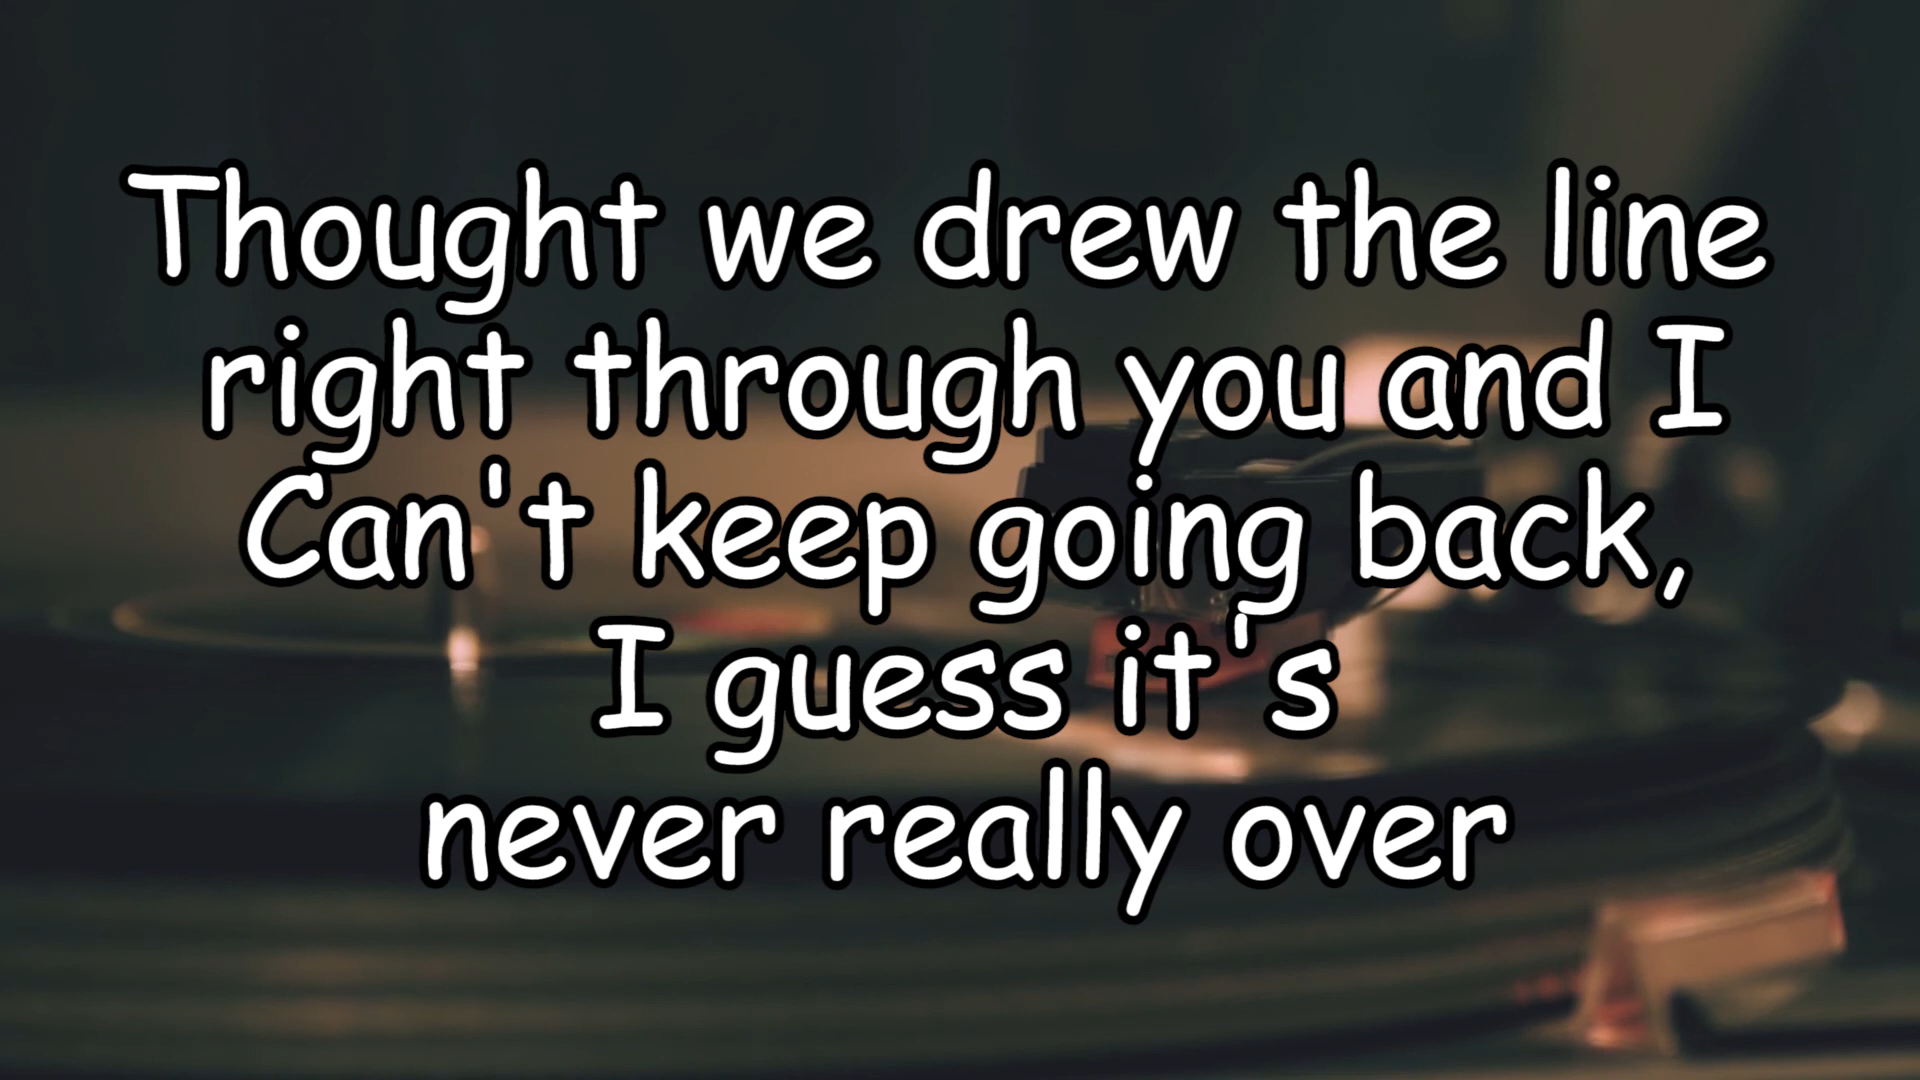 Thought we drew the line
right through you and I
Can't keep going back,
I guess it's
never really over